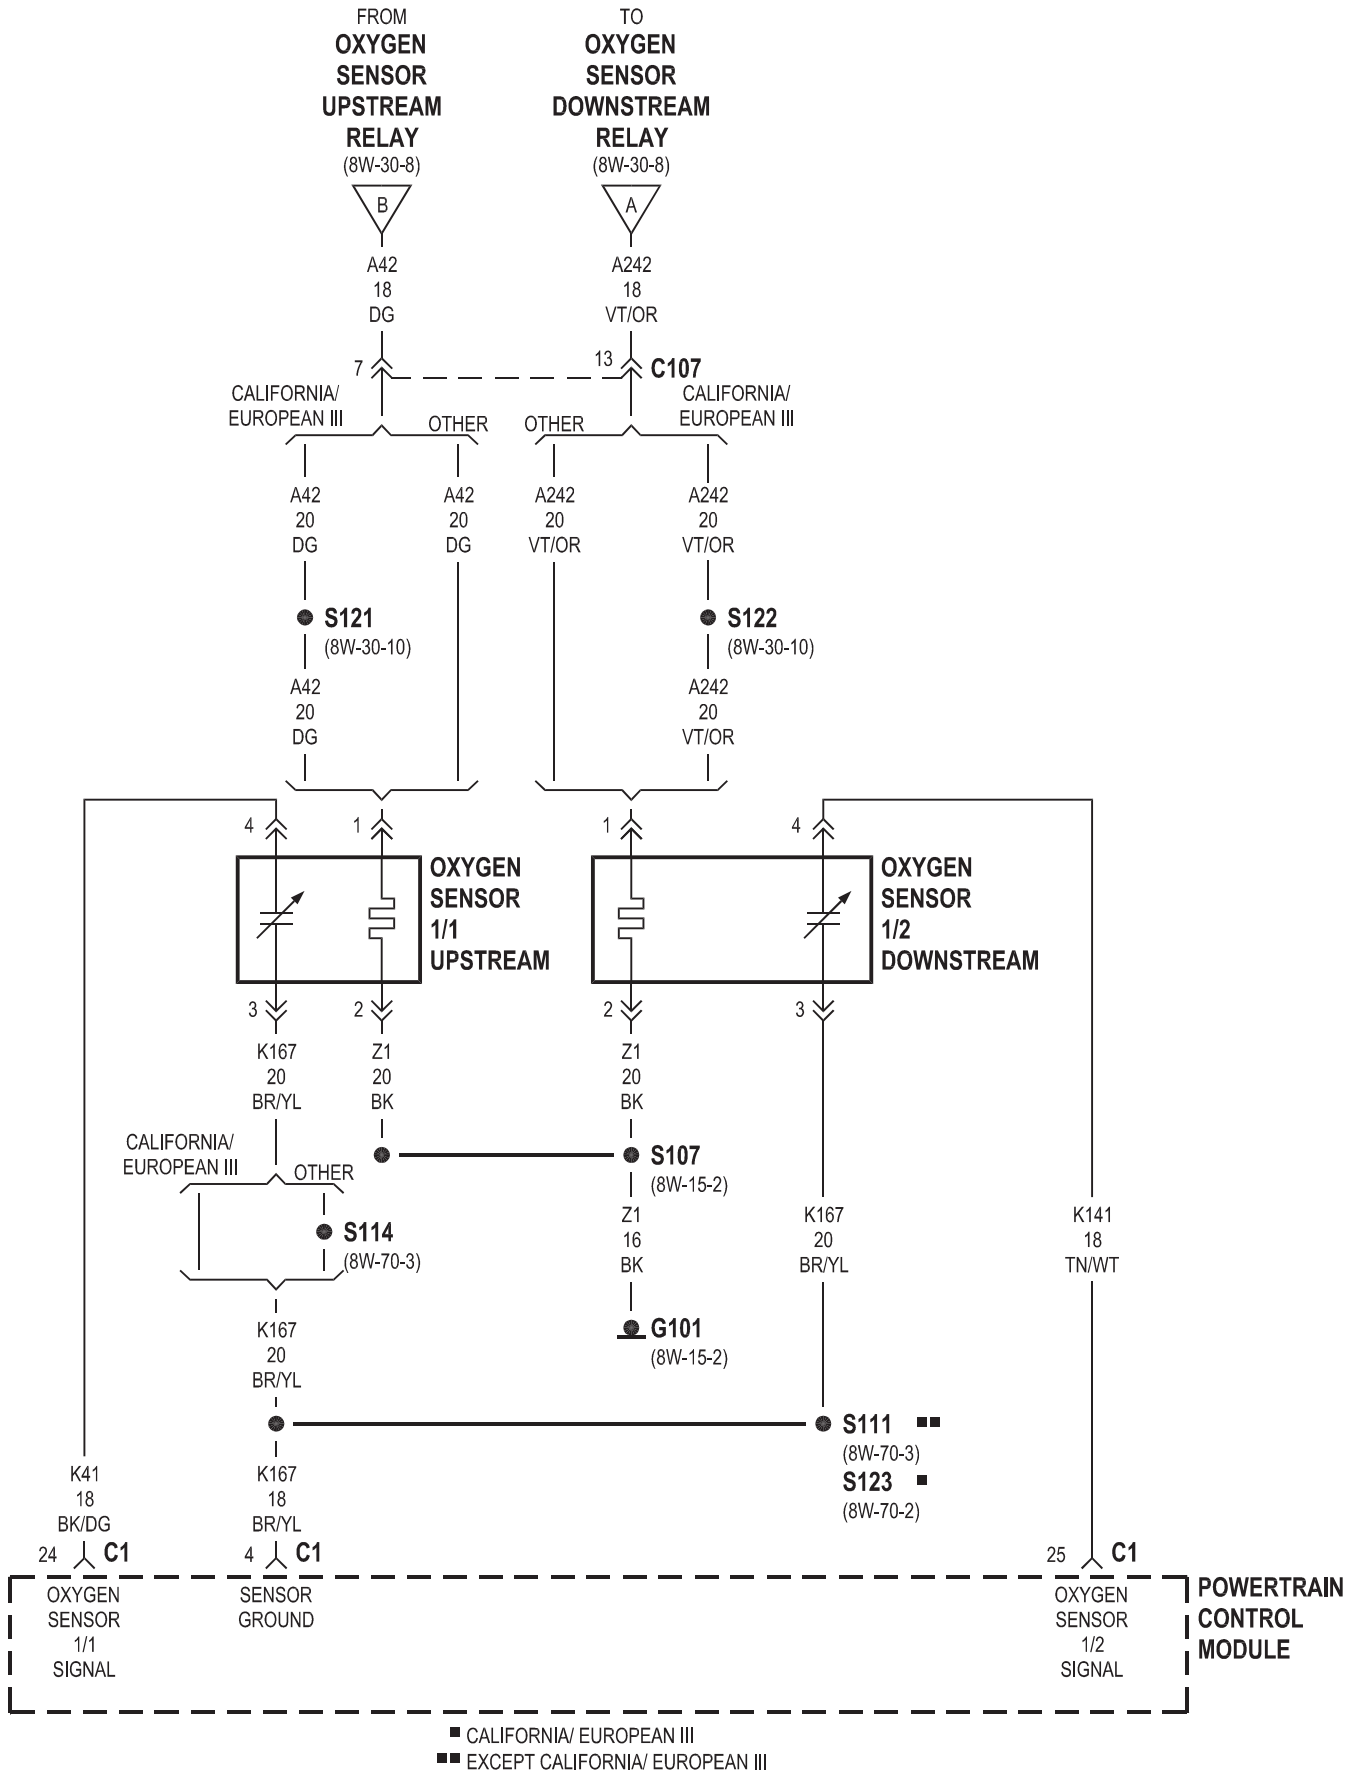 FROM
OXYGEN
SENSOR
UPSTREAM
RELAY
(8W-30-8)
B
TO
OXYGEN
SENSOR
DOWNSTREAM
RELAY
(8W-30-8)
A
A42
18
DG
A242
18
VT/OR
7
13
C107
CALIFORNIA/
EUROPEAN III
OTHER
OTHER
CALIFORNIA/
EUROPEAN III
A42
20
DG
A42
20
DG
A242
20
VT/OR
A242
20
VT/OR
S121
(8W-30-10)
S122
(8W-30-10)
A42
20
DG
A242
20
VT/OR
4
1
1
4
OXYGEN
SENSOR
1/1
UPSTREAM
OXYGEN
SENSOR
1/2
DOWNSTREAM
3
2
2
3
K167
20
BR/YL
Z1
20
BK
Z1
20
BK
CALIFORNIA/
EUROPEAN III
OTHER
S107
(8W-15-2)
S114
(8W-70-3)
Z1
16
BK
K167
20
BR/YL
K141
18
TN/WT
G101
(8W-15-2)
K167
20
BR/YL
S111 ■■
(8W-70-3)
S123 ■
(8W-70-2)
K41
18
BK/DG
K167
18
BR/YL
24
C1
4
C1
25
C1
OXYGEN
SENSOR
1/1
SIGNAL
SENSOR
GROUND
OXYGEN
SENSOR
1/2
SIGNAL
POWERTRAIN
CONTROL
MODULE
■ CALIFORNIA/ EUROPEAN III
■■ EXCEPT CALIFORNIA/ EUROPEAN III